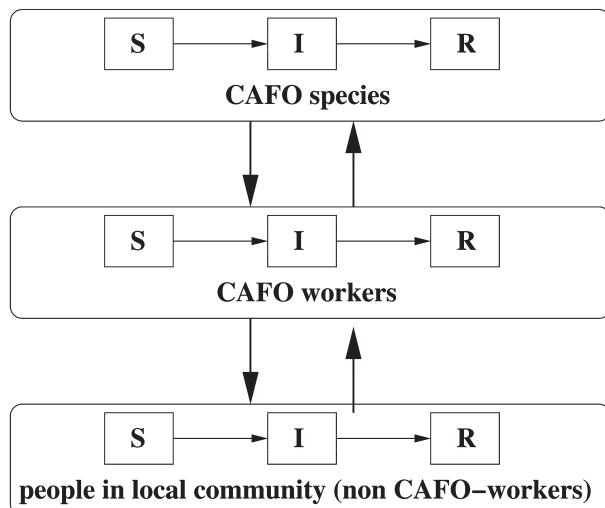 S I R
CAFO species
S I R
CAFO workers
S I R
people in local community (non CAFO−workers)